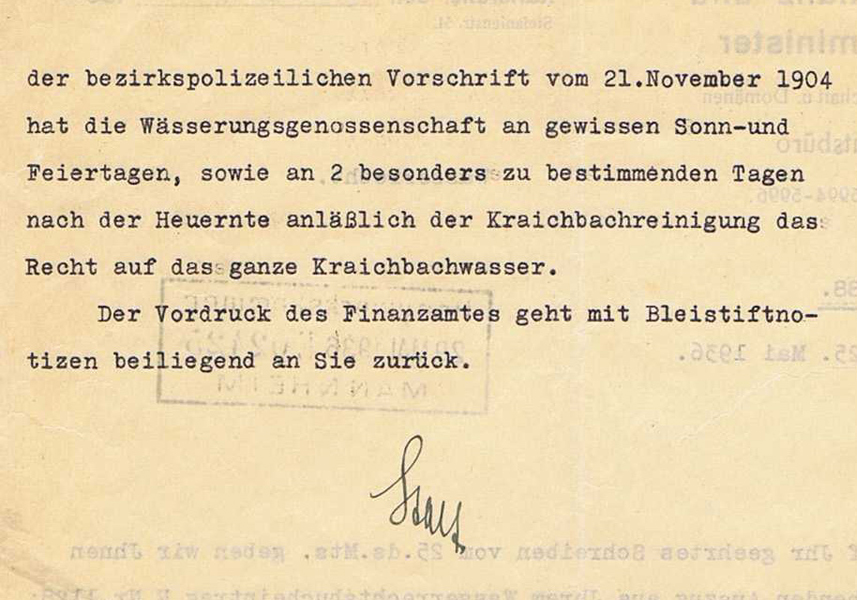 der bezirkspolizeilichen Vorschrift vom 21.November 1904
hat die Wässerungsgenossenschaft an gewissen Sonn-und
Feiertagen, sowie an 2 besonders zu bestimmenden Tagen
nach der Heuernte anläßlich der Kraichbachreinigung das
Recht auf das ganze Kraichbachwasser.
Der Vordruck des Finanzamtes geht mit Bleistiftno-
tizen beiliegend an Sie zurück.